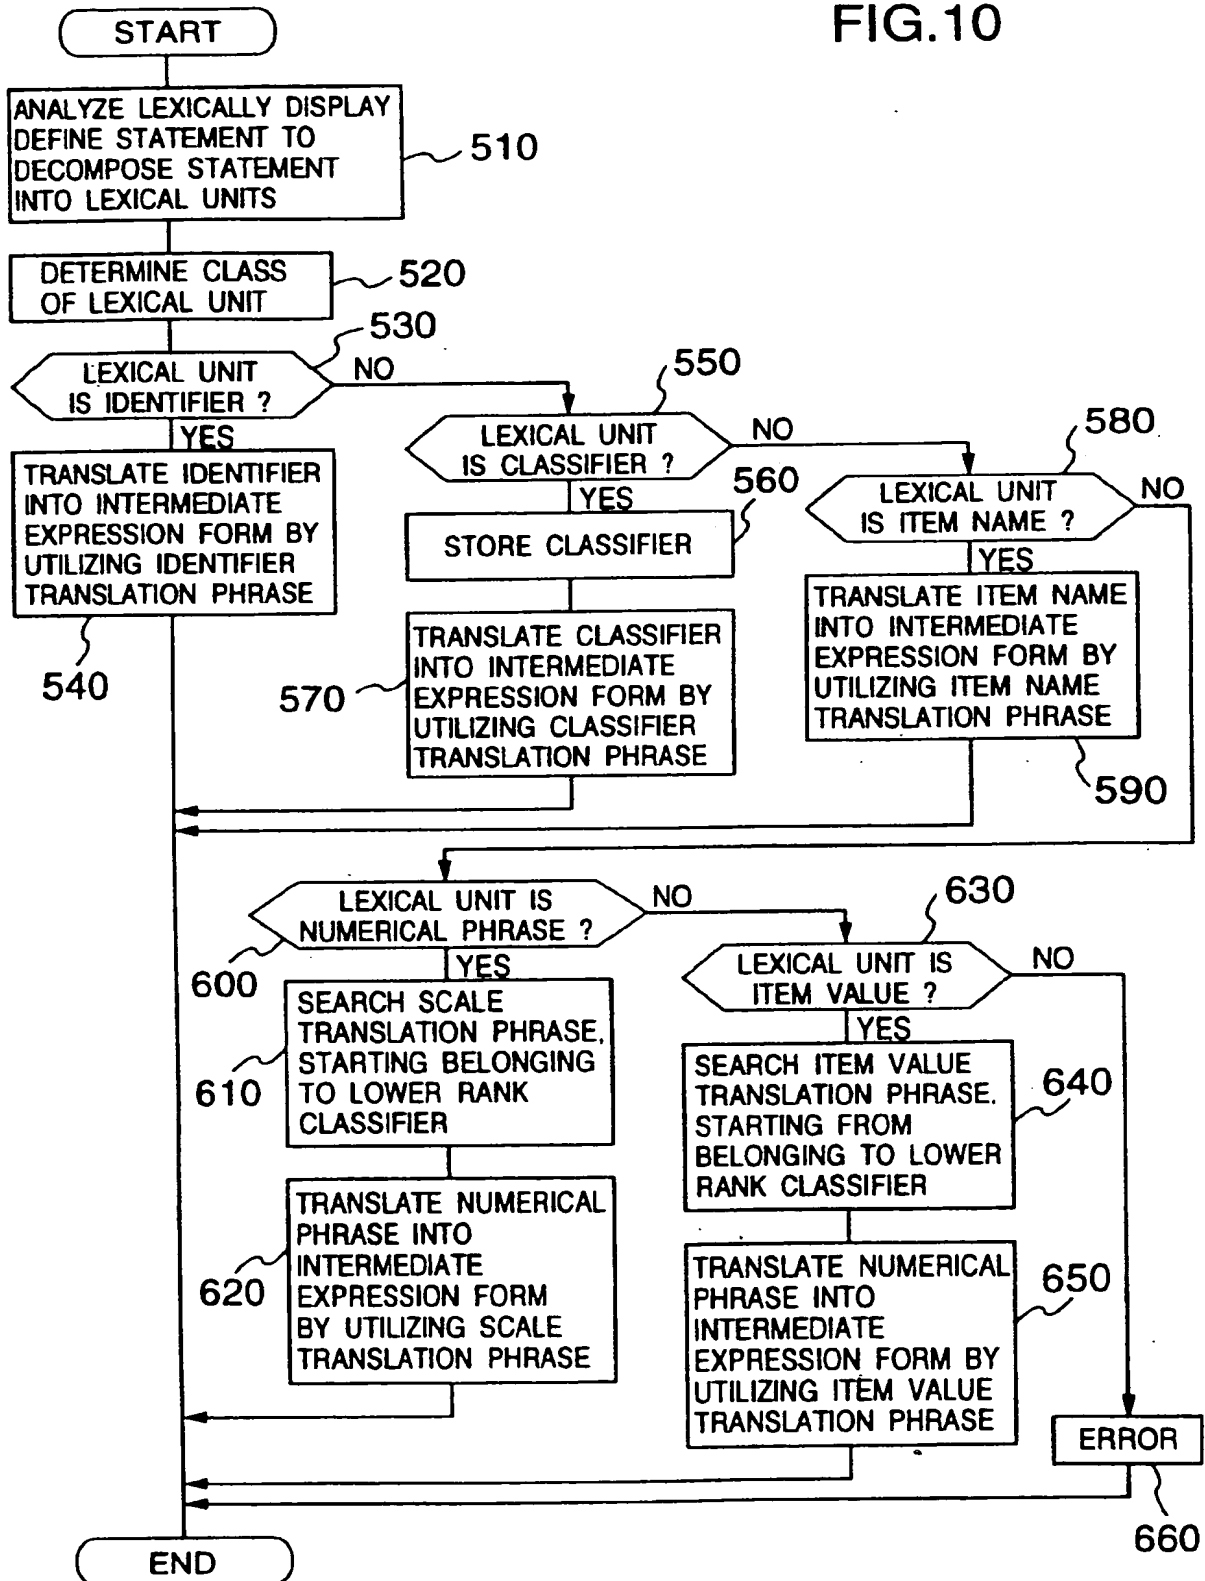 FIG.10
START
ANALYZE LEXICALLY DISPLAY
DEFINE STATEMENT TO
DECOMPOSE STATEMENT
INTO LEXICAL UNITS
510
DETERMINE CLASS
OF LEXICAL UNIT
520
530
LEXICAL UNIT
IS IDENTIFIER ?
NO
YES
TRANSLATE IDENTIFIER
INTO INTERMEDIATE
EXPRESSION FORM BY
UTILIZING IDENTIFIER
TRANSLATION PHRASE
540
550
LEXICAL UNIT
IS CLASSIFIER ?
NO
YES
560
STORE CLASSIFIER
TRANSLATE CLASSIFIER
INTO INTERMEDIATE
EXPRESSION FORM BY
UTILIZING CLASSIFIER
TRANSLATION PHRASE
570
580
LEXICAL UNIT
IS ITEM NAME ?
NO
YES
TRANSLATE ITEM NAME
INTO INTERMEDIATE
EXPRESSION FORM BY
UTILIZING ITEM NAME
TRANSLATION PHRASE
590
LEXICAL UNIT IS
NUMERICAL PHRASE ?
NO
600
YES
SEARCH SCALE
TRANSLATION PHRASE,
STARTING BELONGING
TO LOWER RANK
CLASSIFIER
610
TRANSLATE NUMERICAL
PHRASE INTO
INTERMEDIATE
EXPRESSION FORM
BY UTILIZING SCALE
TRANSLATION PHRASE
620
630
LEXICAL UNIT IS
ITEM VALUE ?
NO
YES
SEARCH ITEM VALUE
TRANSLATION PHRASE,
STARTING FROM
BELONGING TO LOWER
RANK CLASSIFIER
640
TRANSLATE NUMERICAL
PHRASE INTO
INTERMEDIATE
EXPRESSION FORM BY
UTILIZING ITEM VALUE
TRANSLATION PHRASE
650
ERROR
660
END